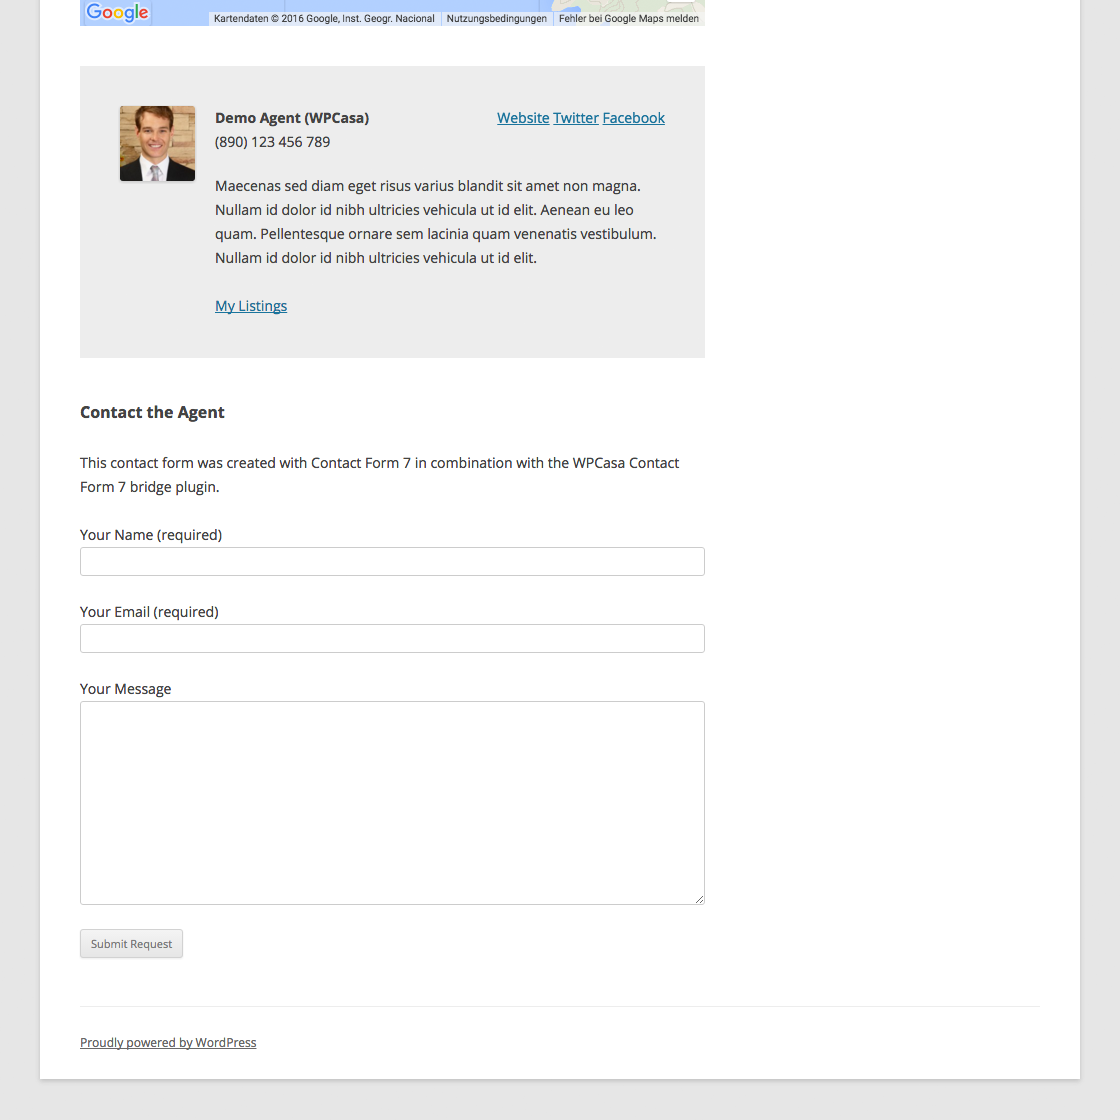 Google
Kartendaten © 2016 Google, Inst. Geogr. Nacional Nutzungsbedingungen Fehler bei Google Maps melden
Demo Agent (WPCasa) Website Twitter Facebook
(890) 123 456 789
Maecenas sed diam eget risus varius blandit sit amet non magna.
Nullam id dolor id nibh ultricies vehicula ut id elit. Aenean eu leo
quam. Pellentesque ornare sem lacinia quam venenatis vestibulum.
Nullam id dolor id nibh ultricies vehicula ut id elit.
My Listings
Contact the Agent
This contact form was created with Contact Form 7 in combination with the WPCasa Contact
Form 7 bridge plugin.
Your Name (required)
Your Email (required)
Your Message
Submit Request
Proudly powered by WordPress